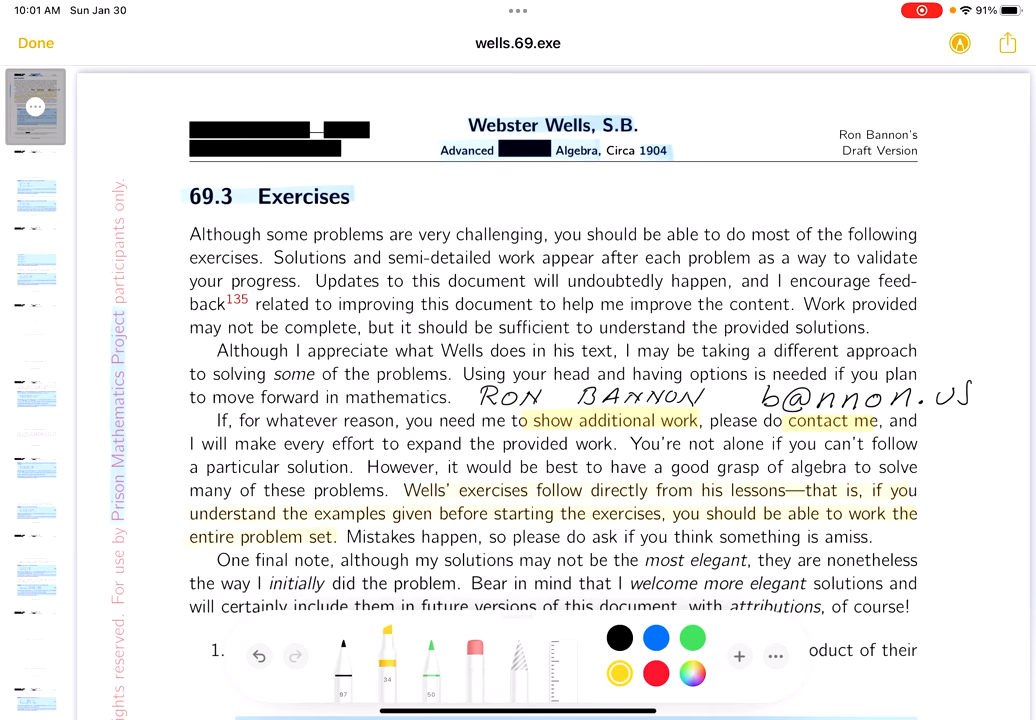 10:01 AM Sun Jan 30
91%
Done
wells.69.exe
Webster Wells, S.B.
Advanced Algebra, Circa 1904
Ron Bannon's
Draft Version
69.3 Exercises
Although some problems are very challenging, you should be able to do most of the following
exercises. Solutions and semi-detailed work appear after each problem as a way to validate
your progress. Updates to this document will undoubtedly happen, and I encourage feed-
back135 related to improving this document to help me improve the content. Work provided
may not be complete, but it should be sufficient to understand the provided solutions.
Although I appreciate what Wells does in his text, I may be taking a different approach
to solving some of the problems. Using your head and having options is needed if you plan
to move forward in mathematics. RON BANNON b@nnon.us
If, for whatever reason, you need me to show additional work, please do contact me, and
I will make every effort to expand the provided work. You're not alone if you can't follow
a particular solution. However, it would be best to have a good grasp of algebra to solve
many of these problems. Wells' exercises follow directly from his lessons—that is, if you
understand the examples given before starting the exercises, you should be able to work the
entire problem set. Mistakes happen, so please do ask if you think something is amiss.
One final note, although my solutions may not be the most elegant, they are nonetheless
the way I initially did the problem. Bear in mind that I welcome more elegant solutions and
will certainly include them in future versions of this document, with attributions, of course!
1. oduct of their
97
34
50
ghts reserved. For use by Prison Mathematics Project participants only.